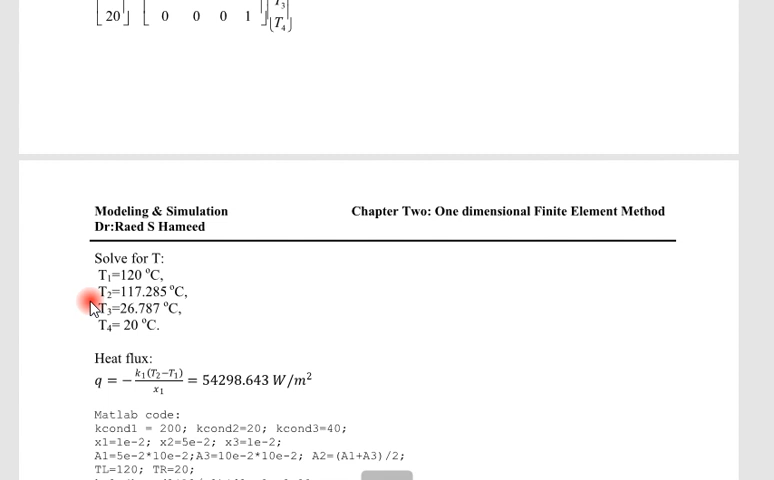 T3
20 0 0 0 1 T4
Modeling & Simulation Chapter Two: One dimensional Finite Element Method
Dr:Raed S Hameed
Solve for T:
T1=120 °C,
T2=117.285 °C,
T3=26.787 °C,
T4= 20 °C.
Heat flux:
q = − k1(T2−T1) / x1 = 54298.643 W/m²
Matlab code:
kcond1 = 200; kcond2=20; kcond3=40;
x1=1e-2; x2=5e-2; x3=1e-2;
A1=5e-2*10e-2;A3=10e-2*10e-2; A2=(A1+A3)/2;
TL=120; TR=20;